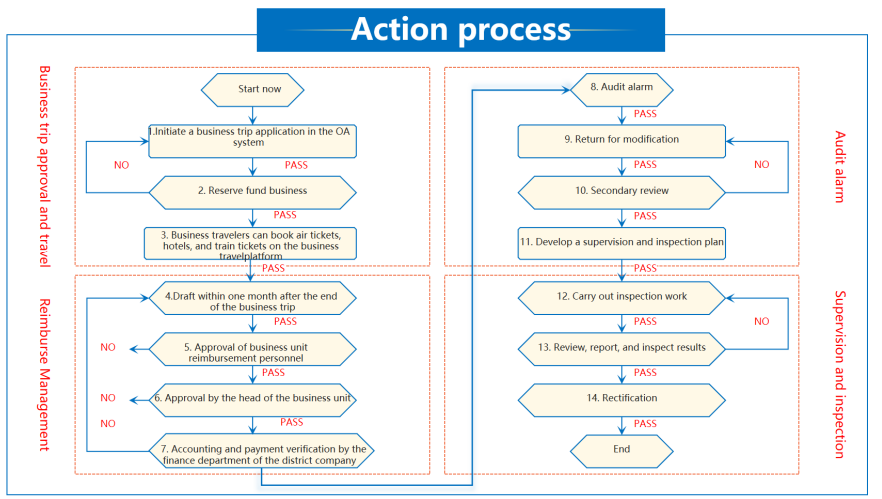 Action process
Business trip approval and travel
Start now
1.Initiate a business trip application in the OA
system
NO
PASS
2. Reserve fund business
PASS
3. Business travelers can book air tickets,
hotels, and train tickets on the business
travelplatform
PASS
Reimburse Management
4.Draft within one month after the end
of the business trip
PASS
NO
5. Approval of business unit
reimbursement personnel
PASS
NO
6. Approval by the head of the business unit
NO
PASS
7. Accounting and payment verification by the
finance department of the district company
8. Audit alarm
PASS
9. Return for modification
Audit alarm
PASS
NO
10. Secondary review
PASS
11. Develop a supervision and inspection plan
PASS
12. Carry out inspection work
Supervision and inspection
PASS
NO
13. Review, report, and inspect results
PASS
14. Rectification
PASS
End